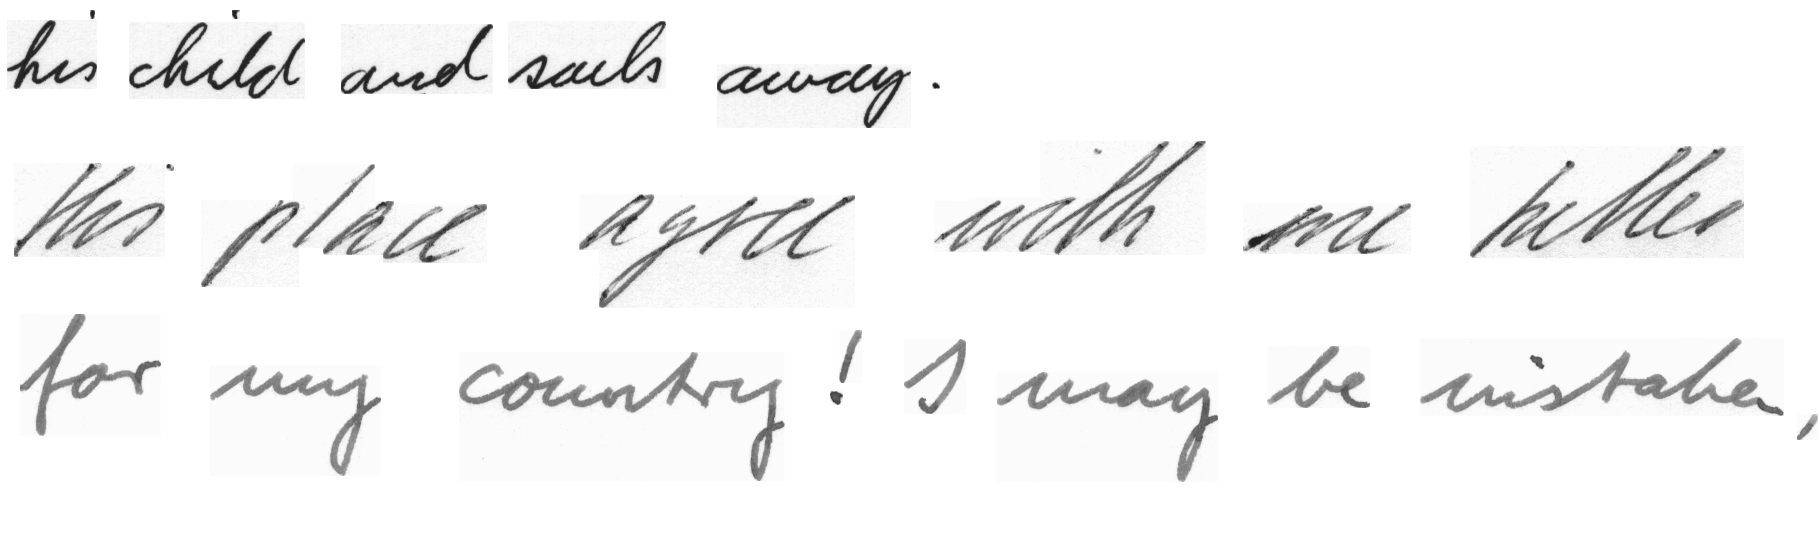 his child and sails away.
this place agree with me better
for my country! I may be mistaken,